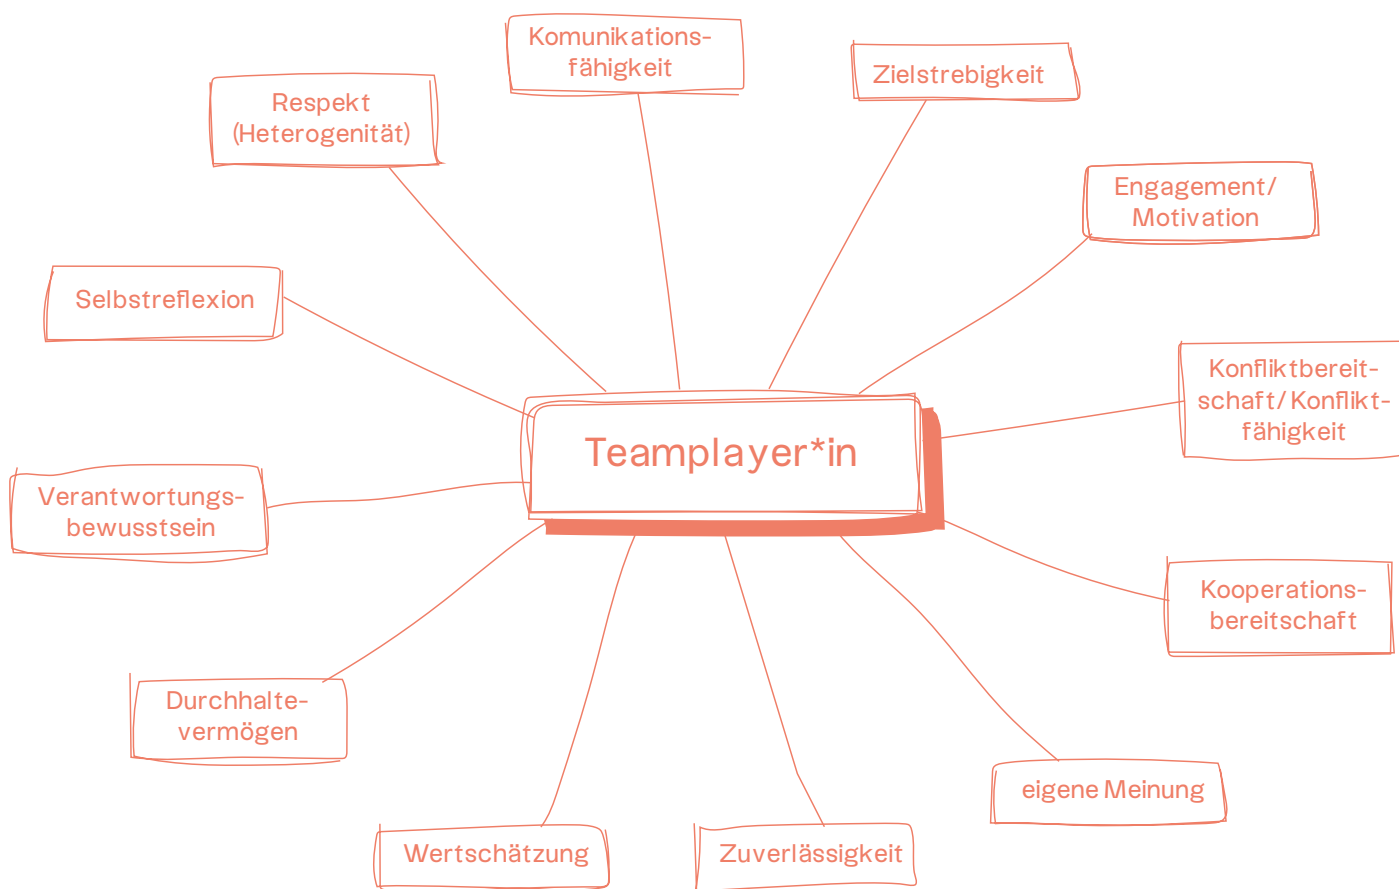 Komunikations-
fähigkeit
Zielstrebigkeit
Respekt
(Heterogenität)
Engagement/
Motivation
Selbstreflexion
Konfliktbereit-
schaft/Konflikt-
fähigkeit
Teamplayer*in
Verantwortungs-
bewusstsein
Kooperations-
bereitschaft
Durchhalte-
vermögen
eigene Meinung
Wertschätzung
Zuverlässigkeit